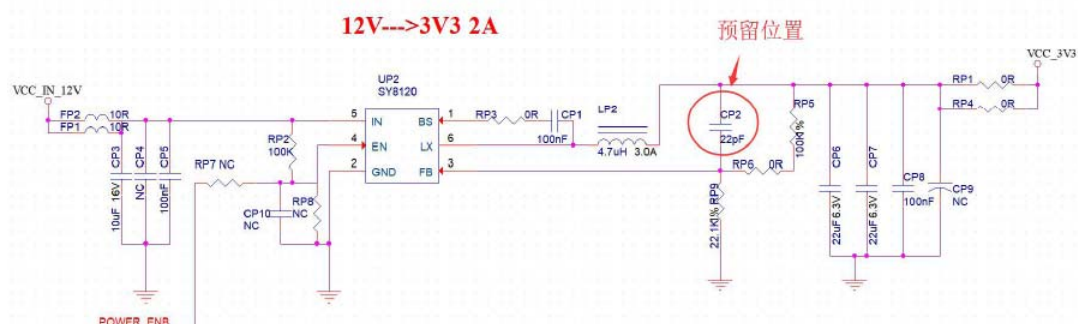 12V--->3V3 2A
预留位置
VCC_3V3
VCC_IN_12V
UP2
SY8120
FP2 10R
FP1 10R
5 IN BS 1
EN LX 6
4
2 GND FB 3
RP3 0R CP1
100nF
LP2
4.7uH 3.0A
CP2
22pF
RP5
100K1%
RP1 0R
RP4 0R
RP2
100K
RP7 NC
CP3
10uF 16V
CP4
NC
CP5
100nF
CP10
NC
RP8
NC
RP6 0R
RP9
22.1K1%
CP6
22uF 6.3V
CP7
22uF 6.3V
CP8
100nF
CP9
NC
POWER_ENB